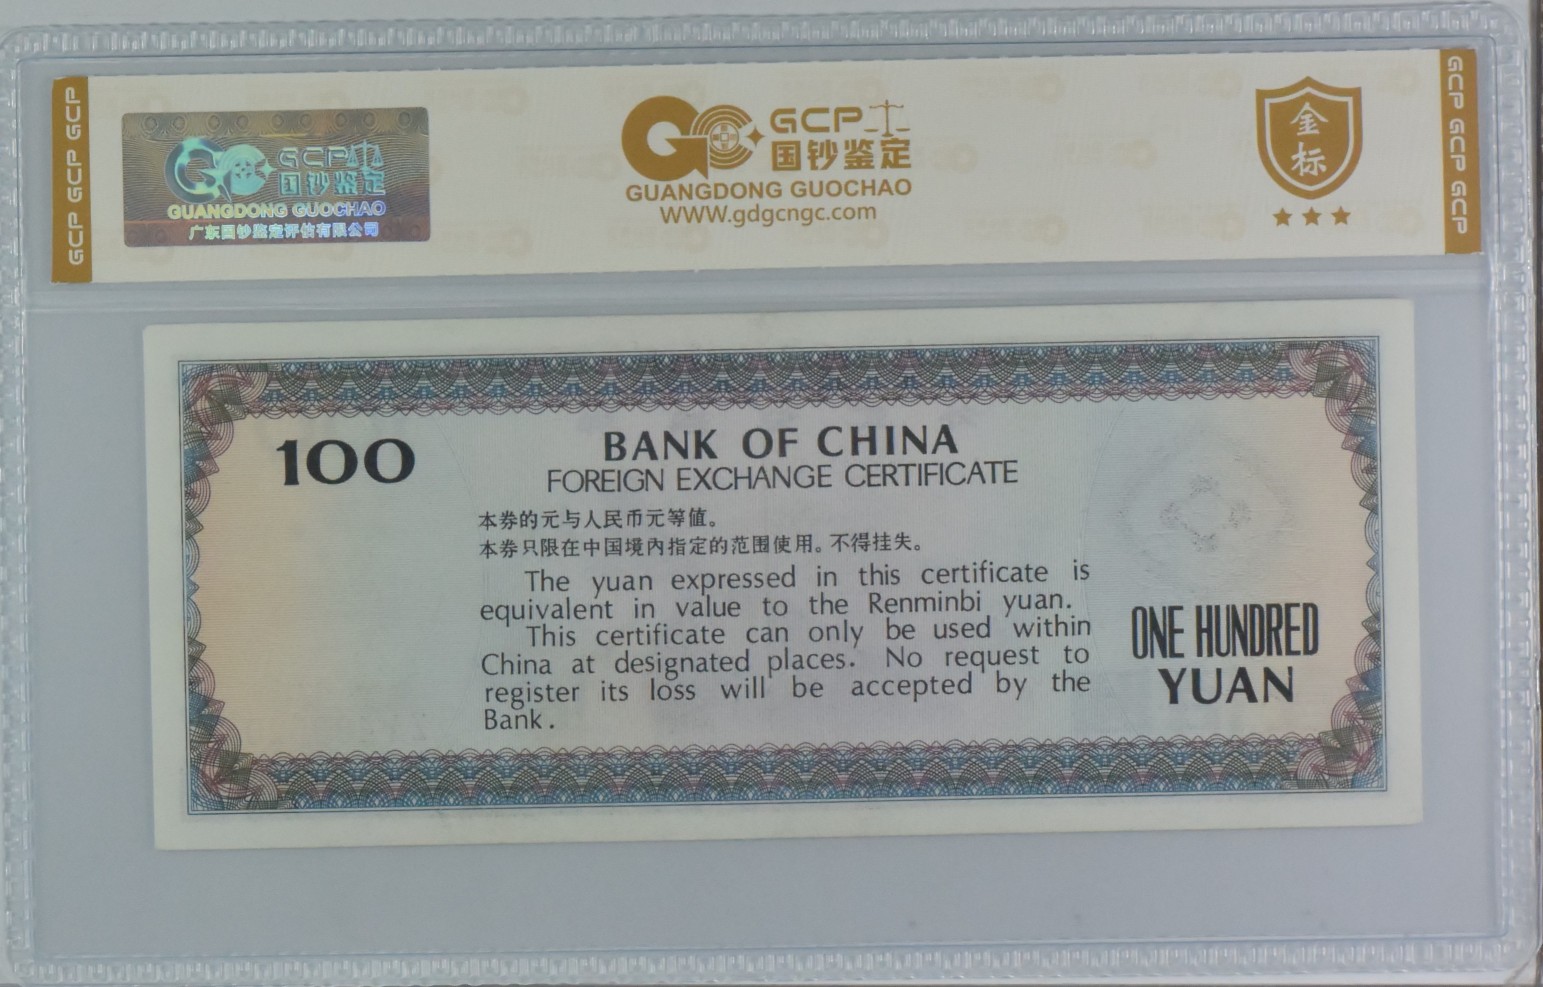 GCP GCP GCP
GCP
国钞鉴定
GUANGDONG GUOCHAO
广东国钞鉴定评估有限公司
GCP
国钞鉴定
GUANGDONG GUOCHAO
WWW.gdgcngc.com
金
标
GCP GCP GCP
100
BANK OF CHINA
FOREIGN EXCHANGE CERTIFICATE
本券的元与人民币元等值。
本券只限在中国境内指定的范围使用。不得挂失。
The yuan expressed in this certificate is
equivalent in value to the Renminbi yuan.
This certificate can only be used within
China at designated places. No request to
register its loss will be accepted by the
Bank.
ONE HUNDRED
YUAN